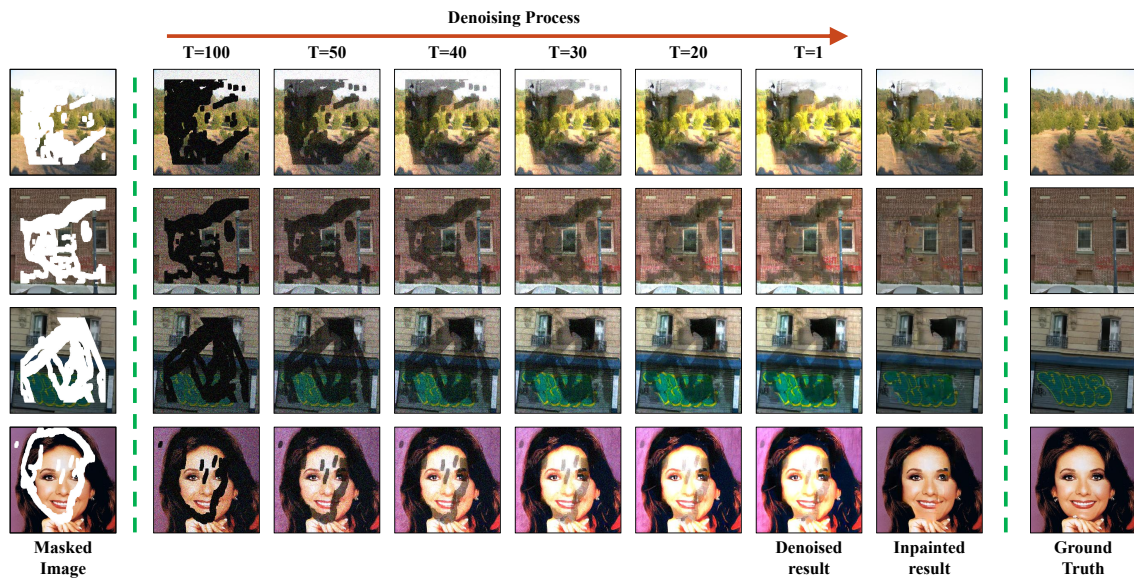 Denoising Process
T=100 T=50 T=40 T=30 T=20 T=1
Masked
Image
Denoised
result
Inpainted
result
Ground
Truth